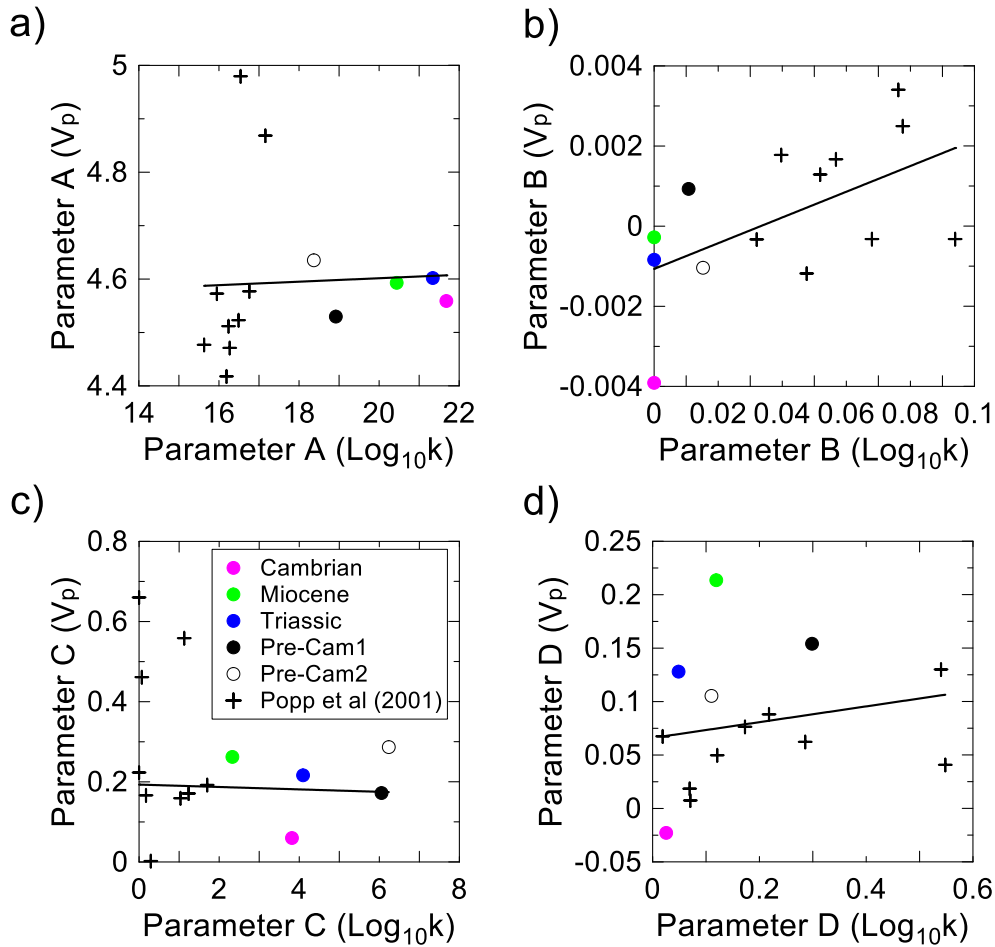 a)
5
4.8
4.6
4.4
Parameter A (Vp)
14 16 18 20 22
Parameter A (Log10k)
b)
0.004
0.002
0
-0.002
-0.004
Parameter B (Vp)
0 0.02 0.04 0.06 0.08 0.1
Parameter B (Log10k)
c)
0.8
0.6
0.4
0.2
0
Parameter C (Vp)
Cambrian
Miocene
Triassic
Pre-Cam1
Pre-Cam2
Popp et al (2001)
0 2 4 6 8
Parameter C (Log10k)
d)
0.25
0.2
0.15
0.1
0.05
0
-0.05
Parameter D (Vp)
0 0.2 0.4 0.6
Parameter D (Log10k)